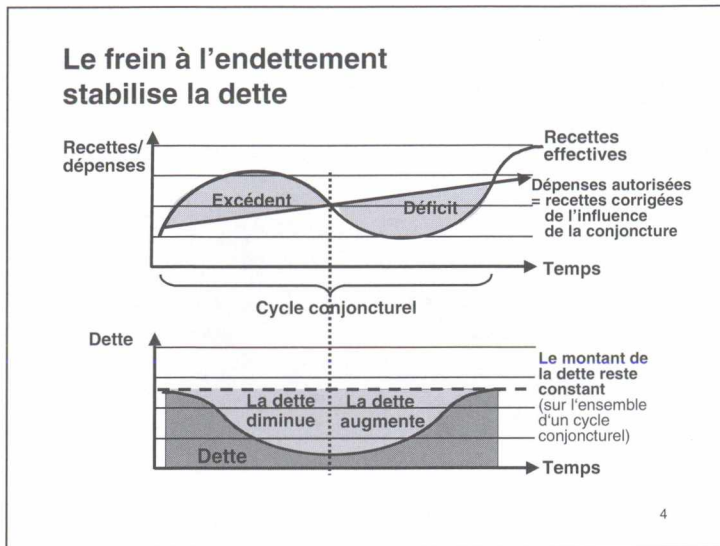 Le frein à l'endettement
stabilise la dette
Recettes/
dépenses
Excédent
Déficit
Recettes
effectives
Dépenses autorisées
= recettes corrigées
de l'influence
de la conjoncture
Temps
Cycle conjoncturel
Dette
La dette
diminue
La dette
augmente
Dette
Le montant de
la dette reste
constant
(sur l'ensemble
d'un cycle
conjoncturel)
Temps
4